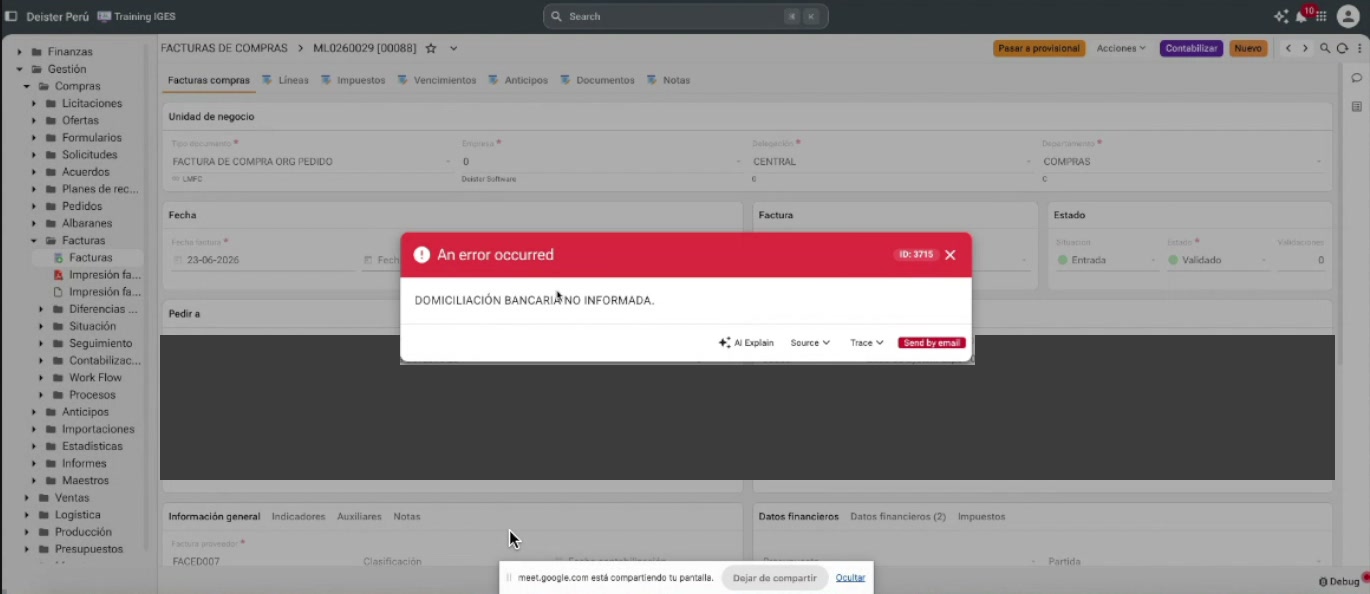 Deister Perú Training IGES Search ⌘ K 10
Finanzas
Gestión
Compras
Licitaciones
Ofertas
Formularios
Solicitudes
Acuerdos
Planes de rec...
Pedidos
Albaranes
Facturas
Facturas
Impresión fa...
Impresión fa...
Diferencias ...
Situación
Seguimiento
Contabilizac...
Work Flow
Procesos
Anticipos
Importaciones
Estadísticas
Informes
Maestros
Ventas
Logística
Producción
Presupuestos
FACTURAS DE COMPRAS > ML0260029 [00088] Pasar a provisional Acciones Contabilizar Nuevo
Facturas compras Líneas Impuestos Vencimientos Anticipos Documentos Notas
Unidad de negocio
Tipo documento * Empresa * Delegación * Departamento *
FACTURA DE COMPRA ORG PEDIDO 0 CENTRAL COMPRAS
LMFC Deister Software C C
Fecha Factura Estado
Fecha factura * Situación Estado * Validaciones
23-06-2026 Fech Entrada Validado 0
Pedir a
An error occurred ID: 3715
DOMICILIACIÓN BANCARIA NO INFORMADA.
AI Explain Source Trace Send by email
Información general Indicadores Auxiliares Notas Datos financieros Datos financieros (2) Impuestos
Factura proveedor *
FACED007 Clasificación Fecha contabilización Presupuesto Partida
meet.google.com está compartiendo tu pantalla. Dejar de compartir Ocultar
Debug